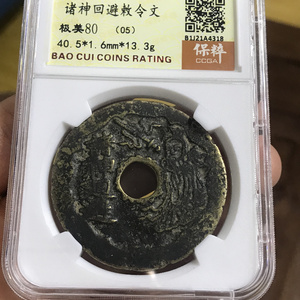 诸神回避敕令文
极美80 (05)
40.5*1.6mm*13.3g
BAO CUI COINS RATING
B1J21A4318
保粹
CCGA